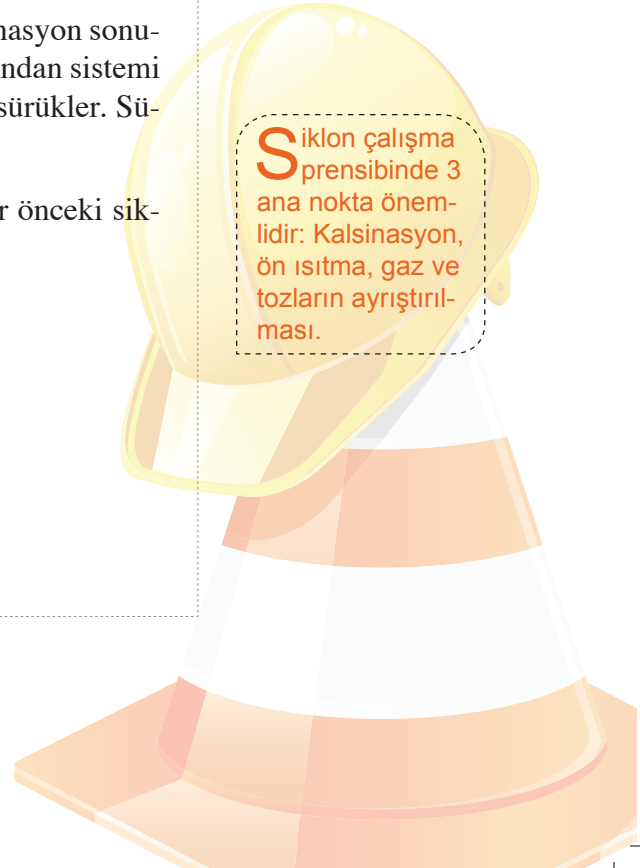 nasyon sonu-
ından sistemi
sürükler. Sü-
r önceki sik-
Siklon çalışma
prensibinde 3
ana nokta önem-
lidir: Kalsinasyon,
ön ısıtma, gaz ve
tozların ayrıştırıl-
ması.